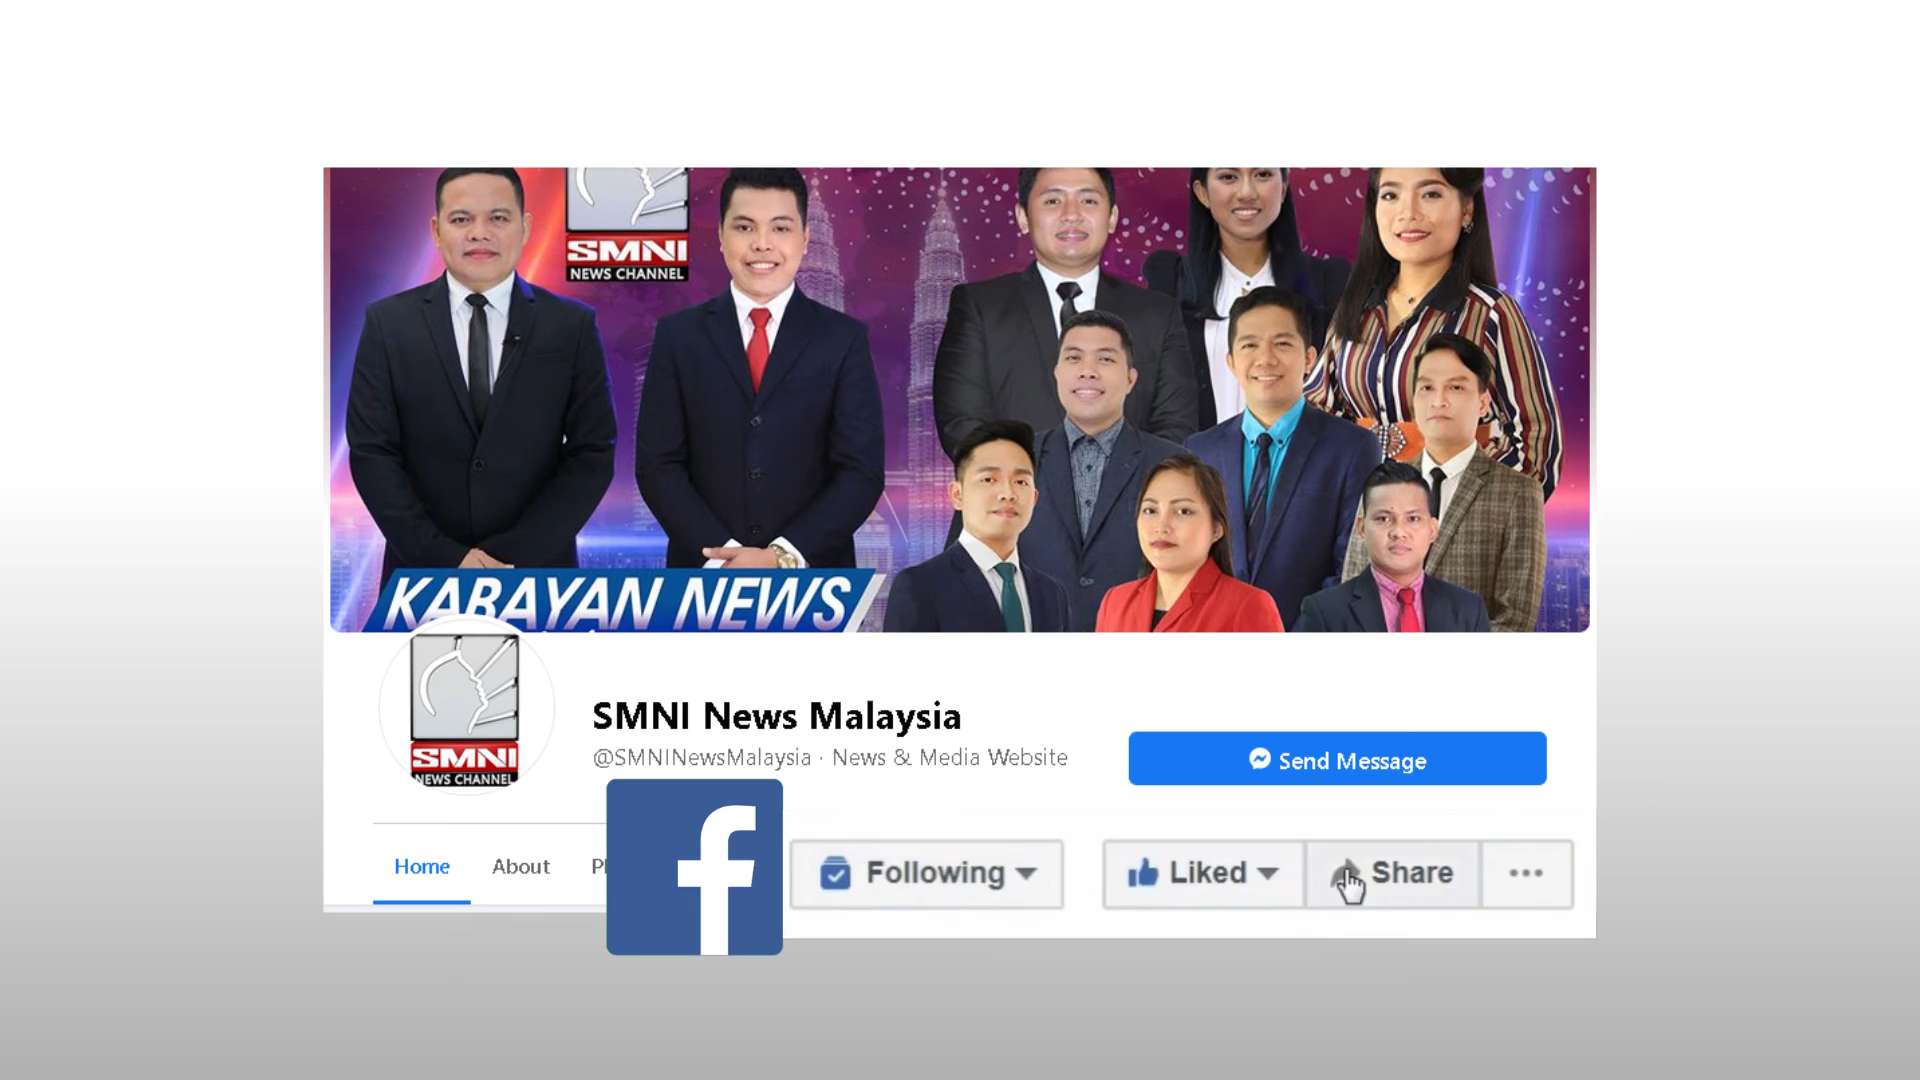 SMNI
NEWS CHANNEL
KABAYAN NEWS
SMNI
NEWS CHANNEL
SMNI News Malaysia
@SMNINewsMalaysia · News & Media Website
Send Message
Home About
f
Following
Liked
Share